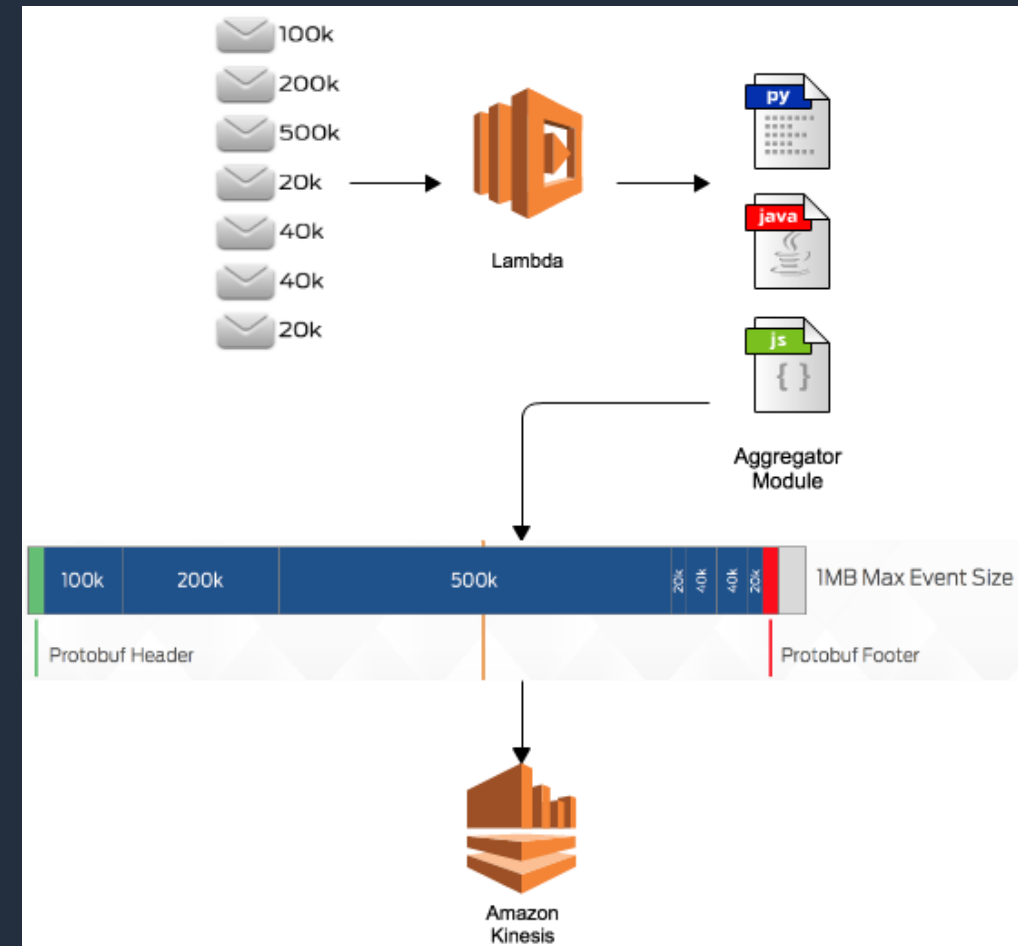 100k
200k
500k
20k
40k
40k
20k
Lambda
py
java
js
{ }
Aggregator
Module
100k 200k 500k 20k 40k 40k 20k 1MB Max Event Size
Protobuf Header Protobuf Footer
Amazon
Kinesis